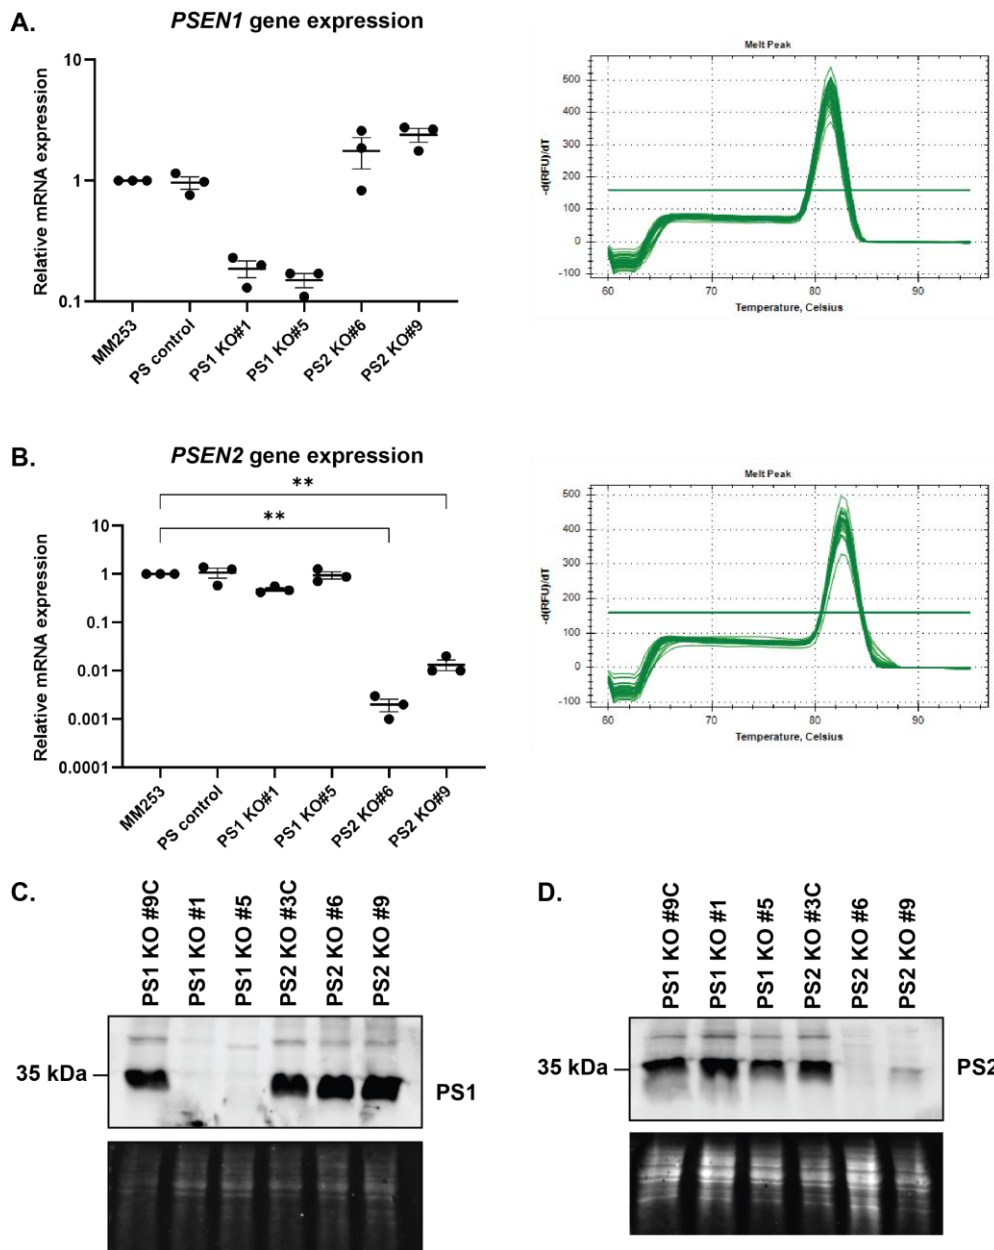 A.
PSEN1 gene expression
Relative mRNA expression
10
1
0.1
MM253
PS control
PS1 KO#1
PS1 KO#5
PS2 KO#6
PS2 KO#9
Melt Peak
-d(RFU)/dT
500
400
300
200
100
0
-100
60
70
80
90
Temperature, Celsius
B.
PSEN2 gene expression
**
**
Relative mRNA expression
10
1
0.1
0.01
0.001
0.0001
MM253
PS control
PS1 KO#1
PS1 KO#5
PS2 KO#6
PS2 KO#9
Melt Peak
-d(RFU)/dT
500
400
300
200
100
0
-100
60
70
80
90
Temperature, Celsius
C.
PS1 KO #9C
PS1 KO #1
PS1 KO #5
PS2 KO #3C
PS2 KO #6
PS2 KO #9
35 kDa
PS1
D.
PS1 KO #9C
PS1 KO #1
PS1 KO #5
PS2 KO #3C
PS2 KO #6
PS2 KO #9
35 kDa
PS2